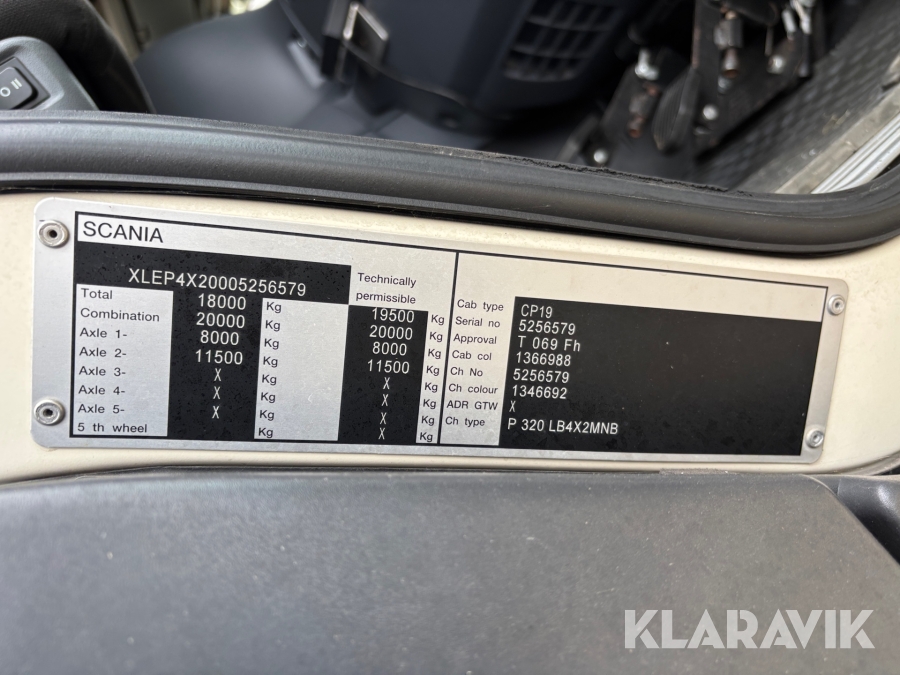 SCANIA
XLEP4X20005256579
Technically
permissible
Total 18000 Kg 19500 Kg
Combination 20000 Kg 20000 Kg
Axle 1- 8000 Kg 8000 Kg
Axle 2- 11500 Kg 11500 Kg
Axle 3- X Kg X Kg
Axle 4- X Kg X Kg
Axle 5- X Kg X Kg
5 th wheel Kg X Kg
Cab type CP19
Serial no 5256579
Approval T 069 Fh
Cab col 1366988
Ch No 5256579
Ch colour 1346692
ADR GTW X
Ch type P 320 LB4X2MNB
KLARAVIK